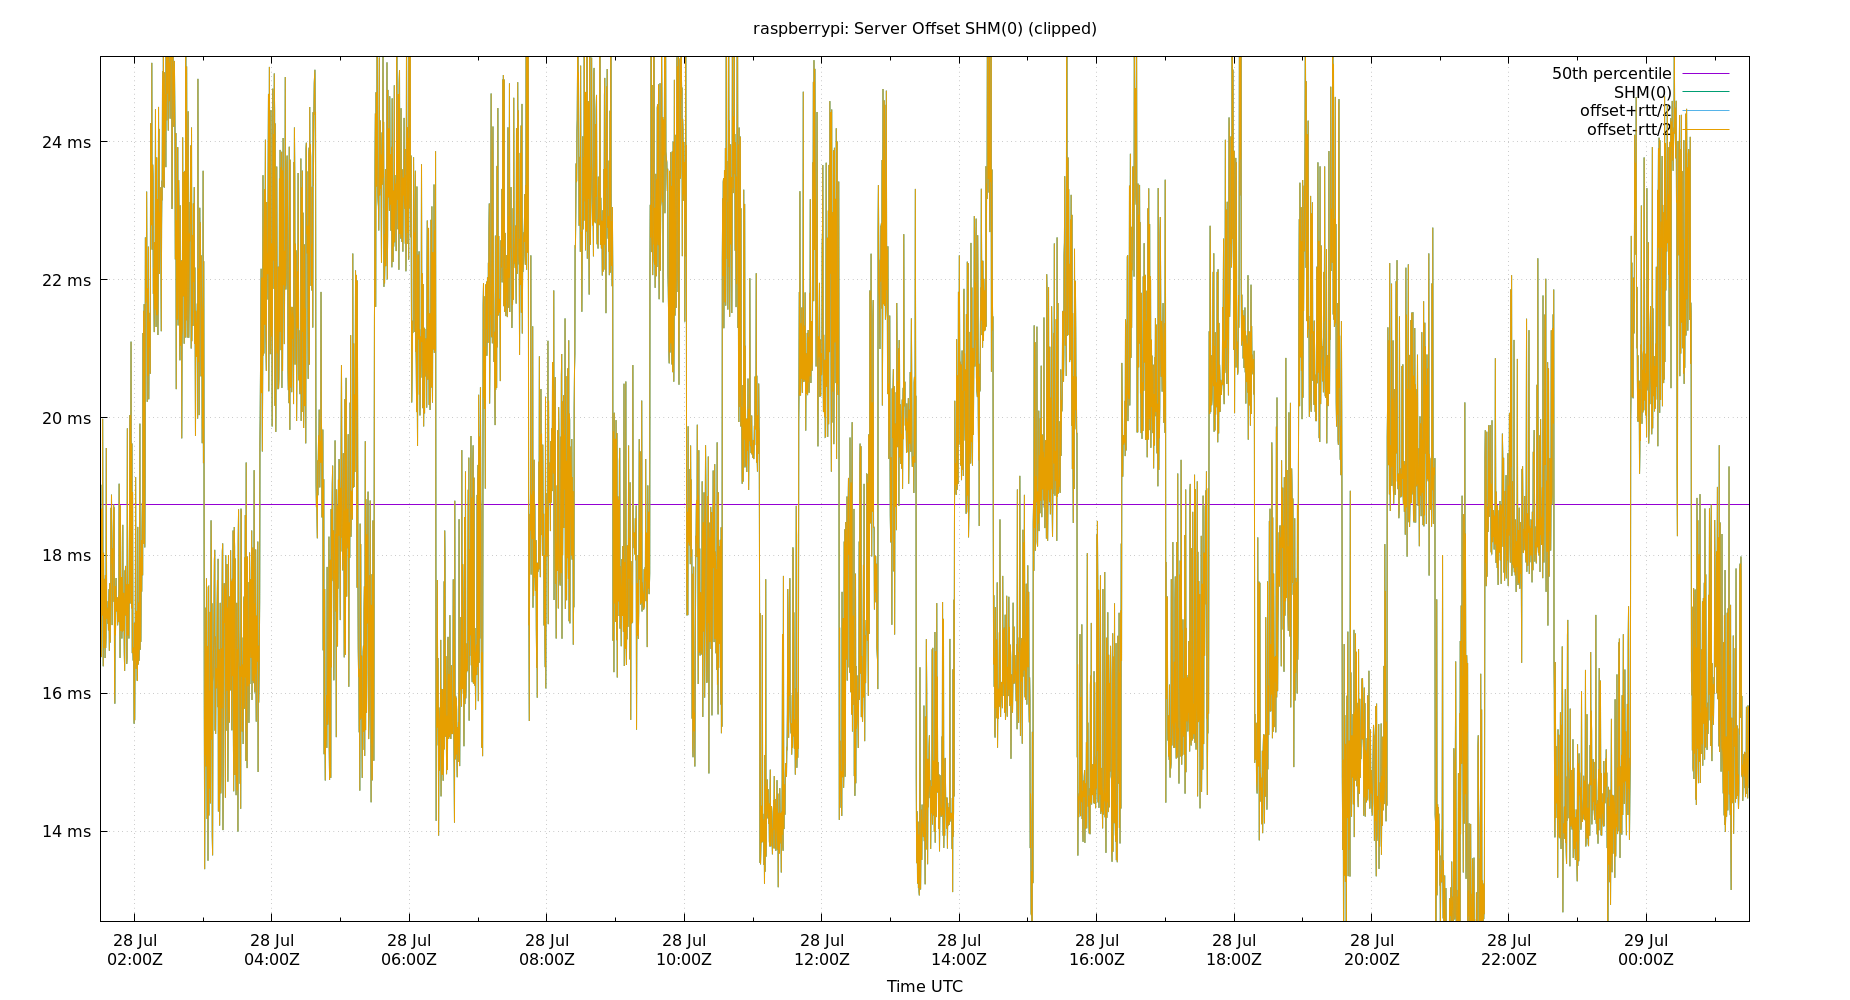 raspberrypi: Server Offset SHM(0) (clipped)
50th percentile
SHM(0)
offset+rtt/2
offset-rtt/2
24 ms
22 ms
20 ms
18 ms
16 ms
14 ms
28 Jul 28 Jul 28 Jul 28 Jul 28 Jul 28 Jul 28 Jul 28 Jul 28 Jul 28 Jul 28 Jul 29 Jul
02:00Z 04:00Z 06:00Z 08:00Z 10:00Z 12:00Z 14:00Z 16:00Z 18:00Z 20:00Z 22:00Z 00:00Z
Time UTC